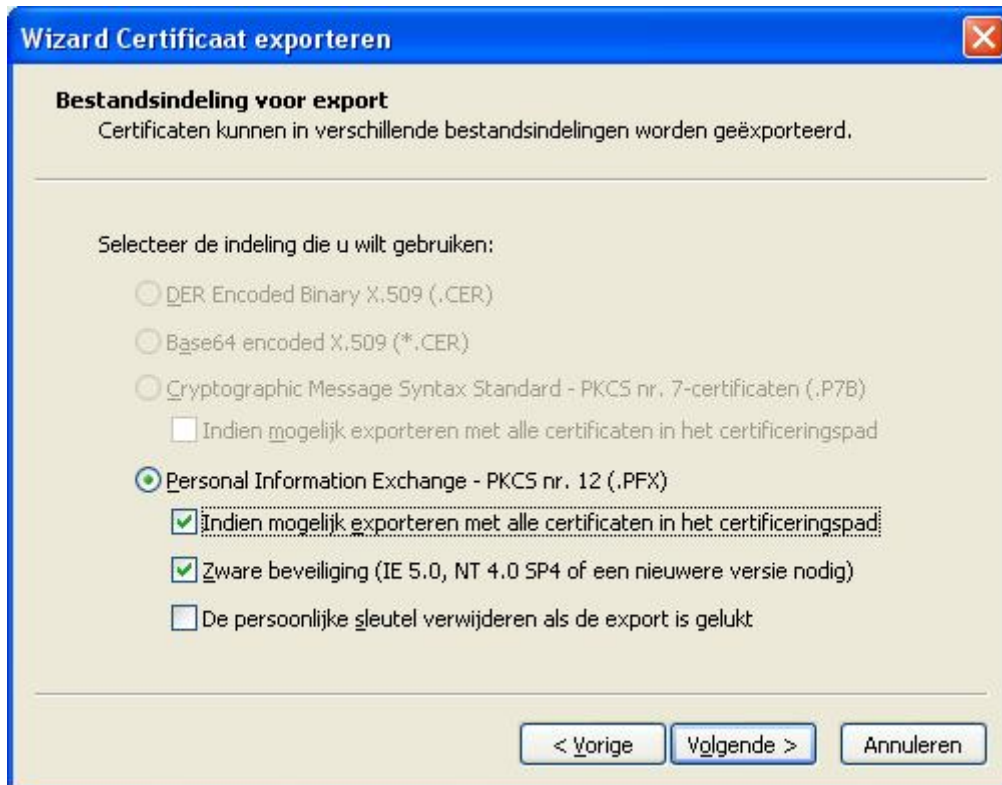 Wizard Certificaat exporteren
Bestandsindeling voor export
Certificaten kunnen in verschillende bestandsindelingen worden geëxporteerd.
Selecteer de indeling die u wilt gebruiken:
DER Encoded Binary X.509 (.CER)
Base64 encoded X.509 (*.CER)
Cryptographic Message Syntax Standard - PKCS nr. 7-certificaten (.P7B)
Indien mogelijk exporteren met alle certificaten in het certificeringspad
Personal Information Exchange - PKCS nr. 12 (.PFX)
Indien mogelijk exporteren met alle certificaten in het certificeringspad
Zware beveiliging (IE 5.0, NT 4.0 SP4 of een nieuwere versie nodig)
De persoonlijke sleutel verwijderen als de export is gelukt
< Vorige Volgende > Annuleren